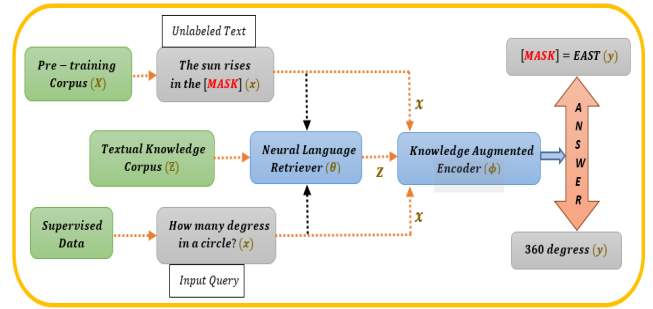 Unlabeled Text
Pre − training
Corpus (X)
The sun rises
in the [MASK] (x)
[MASK] = EAST (y)
x
Textual Knowledge
Corpus (Z)
Neural Language
Retriever (θ)
z
Knowledge Augmented
Encoder (ϕ)
A
N
S
W
E
R
x
Supervised
Data
How many degress
in a circle? (x)
360 degress (y)
Input Query